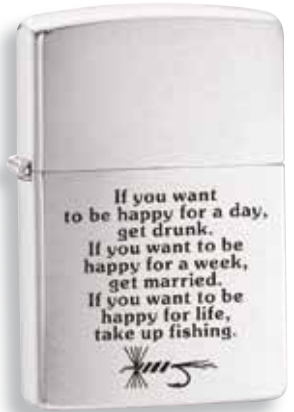 If you want
to be happy for a day,
get drunk.
If you want to be
happy for a week,
get married.
If you want to be
happy for life,
take up fishing.